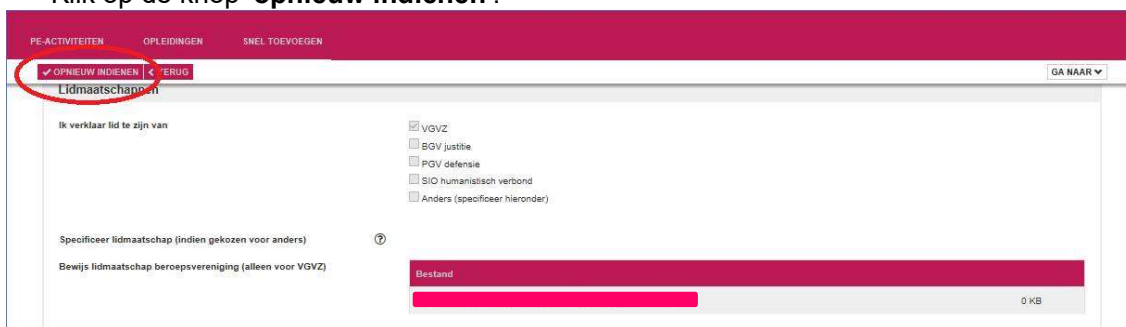 Klik op de knop 'opnieuw indienen'.
PE-ACTIVITEITEN OPLEIDINGEN SNEL TOEVOEGEN
OPNIEUW INDIENEN TERUG GA NAAR
Lidmaatschappen
Ik verklaar lid te zijn van
VGVZ
BGV justitie
PGV defensie
SIO humanistisch verbond
Anders (specificeer hieronder)
Specificeer lidmaatschap (indien gekozen voor anders) ?
Bewijs lidmaatschap beroepsvereniging (alleen voor VGVZ)
Bestand
0 KB